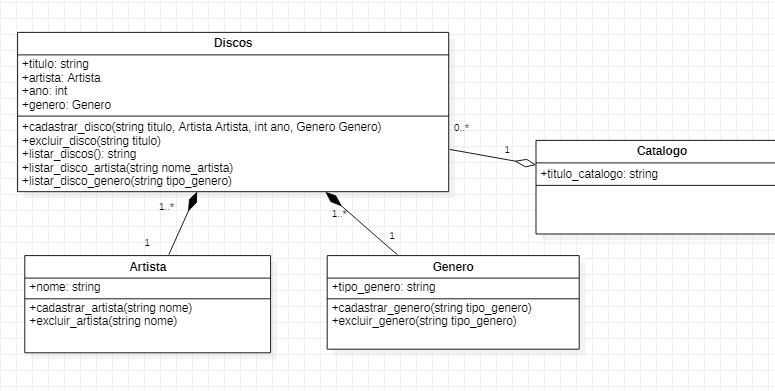 Discos
+titulo: string
+artista: Artista
+ano: int
+genero: Genero
+cadastrar_disco(string titulo, Artista Artista, int ano, Genero Genero)
+excluir_disco(string titulo)
+listar_discos(): string
+listar_disco_artista(string nome_artista)
+listar_disco_genero(string tipo_genero)
0..*
1
Catalogo
+titulo_catalogo: string
1..*
1..*
1
1
Artista
+nome: string
+cadastrar_artista(string nome)
+excluir_artista(string nome)
Genero
+tipo_genero: string
+cadastrar_genero(string tipo_genero)
+excluir_genero(string tipo_genero)